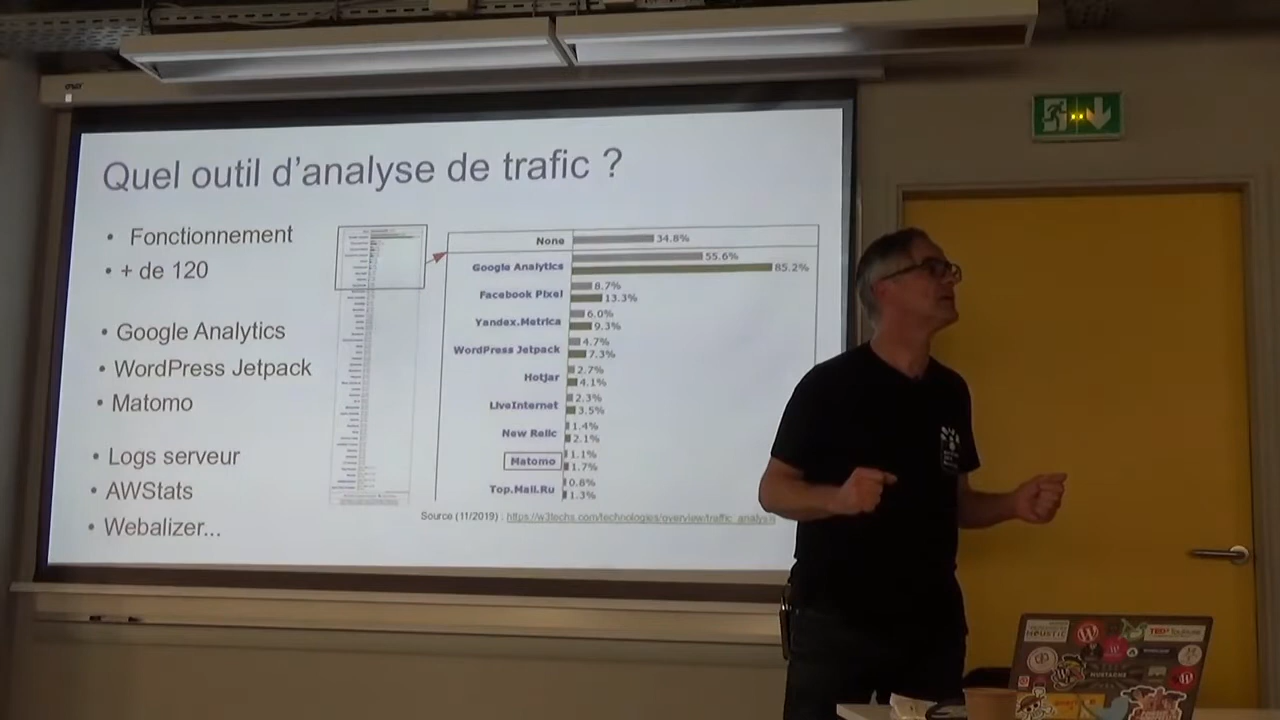 Quel outil d'analyse de trafic ?
• Fonctionnement
• + de 120
• Google Analytics
• WordPress Jetpack
• Matomo
• Logs serveur
• AWStats
• Webalizer...
None 34.8%
55.6%
Google Analytics 85.2%
Facebook Pixel 8.7%
13.3%
Yandex.Metrica 6.0%
9.3%
WordPress Jetpack 4.7%
7.3%
Hotjar 2.7%
4.1%
LiveInternet 2.3%
3.5%
New Relic 1.4%
2.1%
Matomo 1.1%
1.7%
Top.Mail.Ru 0.8%
1.3%
Source (11/2019) : https://w3techs.com/technologies/overview/traffic_analysis
TEDx
MUSTACHE